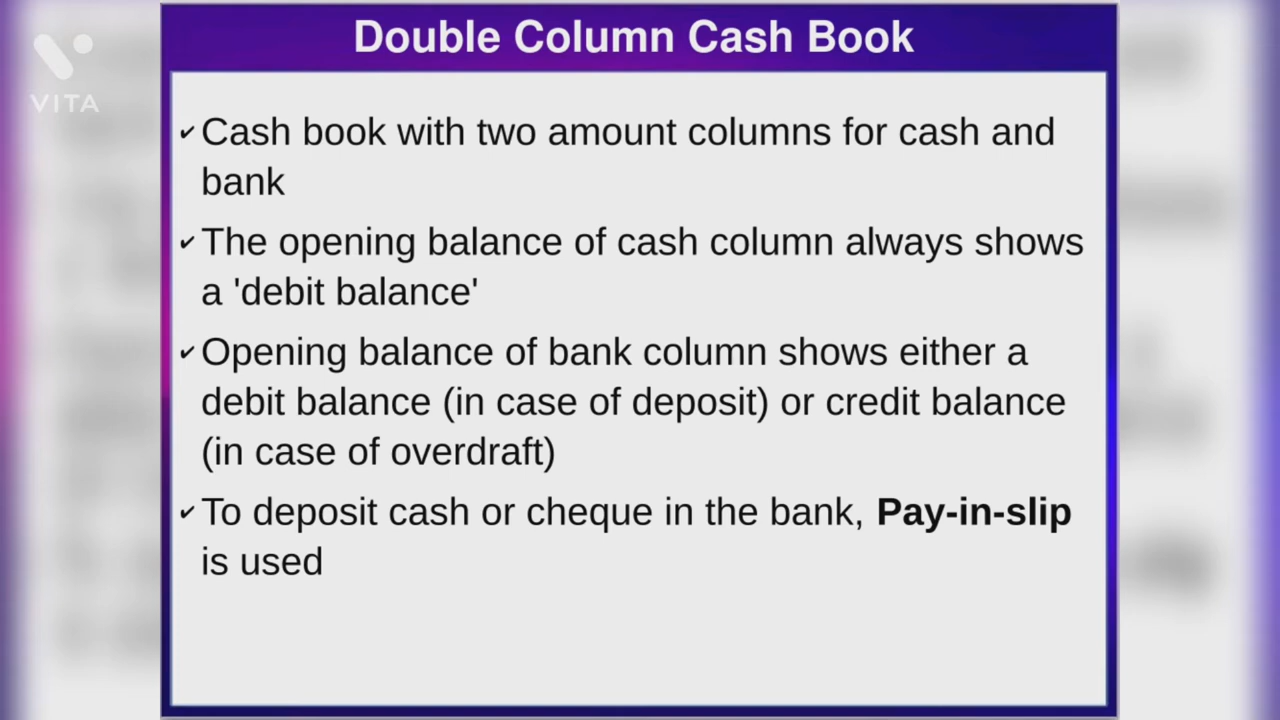 Double Column Cash Book
VITA
✔Cash book with two amount columns for cash and
bank
✔The opening balance of cash column always shows
a 'debit balance'
✔Opening balance of bank column shows either a
debit balance (in case of deposit) or credit balance
(in case of overdraft)
✔To deposit cash or cheque in the bank, Pay-in-slip
is used